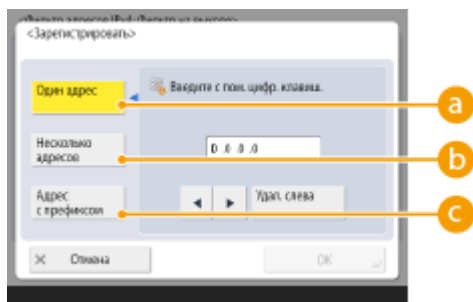 <Фильтр адресов IPv4: Фильтр на выходе>
<Зарегистрировать>
Один адрес
Введите с пом. цифр. клавиш.
a
Несколько
адресов
0 .0 .0 .0
b
Адрес
с префиксом
Удал. слева
c
Отмена
OK